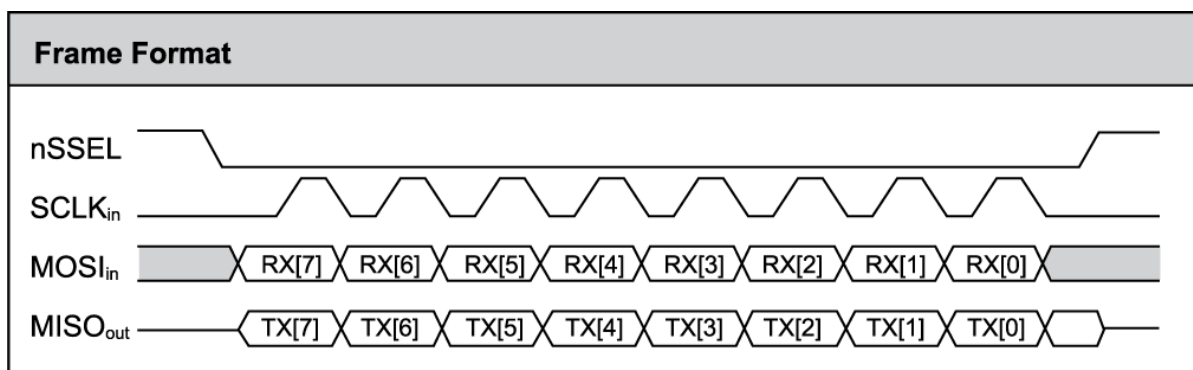 Frame Format
nSSEL
SCLKin
MOSIin RX[7] RX[6] RX[5] RX[4] RX[3] RX[2] RX[1] RX[0]
MISOout TX[7] TX[6] TX[5] TX[4] TX[3] TX[2] TX[1] TX[0]